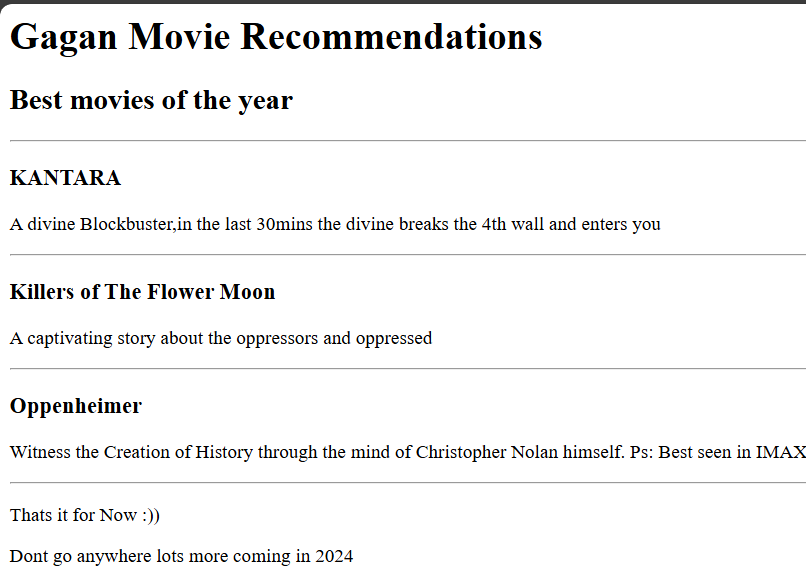 Gagan Movie Recommendations
Best movies of the year
KANTARA
A divine Blockbuster,in the last 30mins the divine breaks the 4th wall and enters you
Killers of The Flower Moon
A captivating story about the oppressors and oppressed
Oppenheimer
Witness the Creation of History through the mind of Christopher Nolan himself. Ps: Best seen in IMAX
Thats it for Now :))
Dont go anywhere lots more coming in 2024